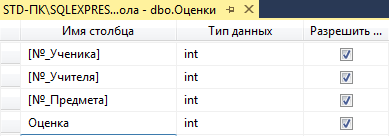 STD-ПК\SQLEXPRES...ола - dbo.Оценки
Имя столбца Тип данных Разрешить ...
[№_Ученика] int
[№_Учителя] int
[№_Предмета] int
Оценка int